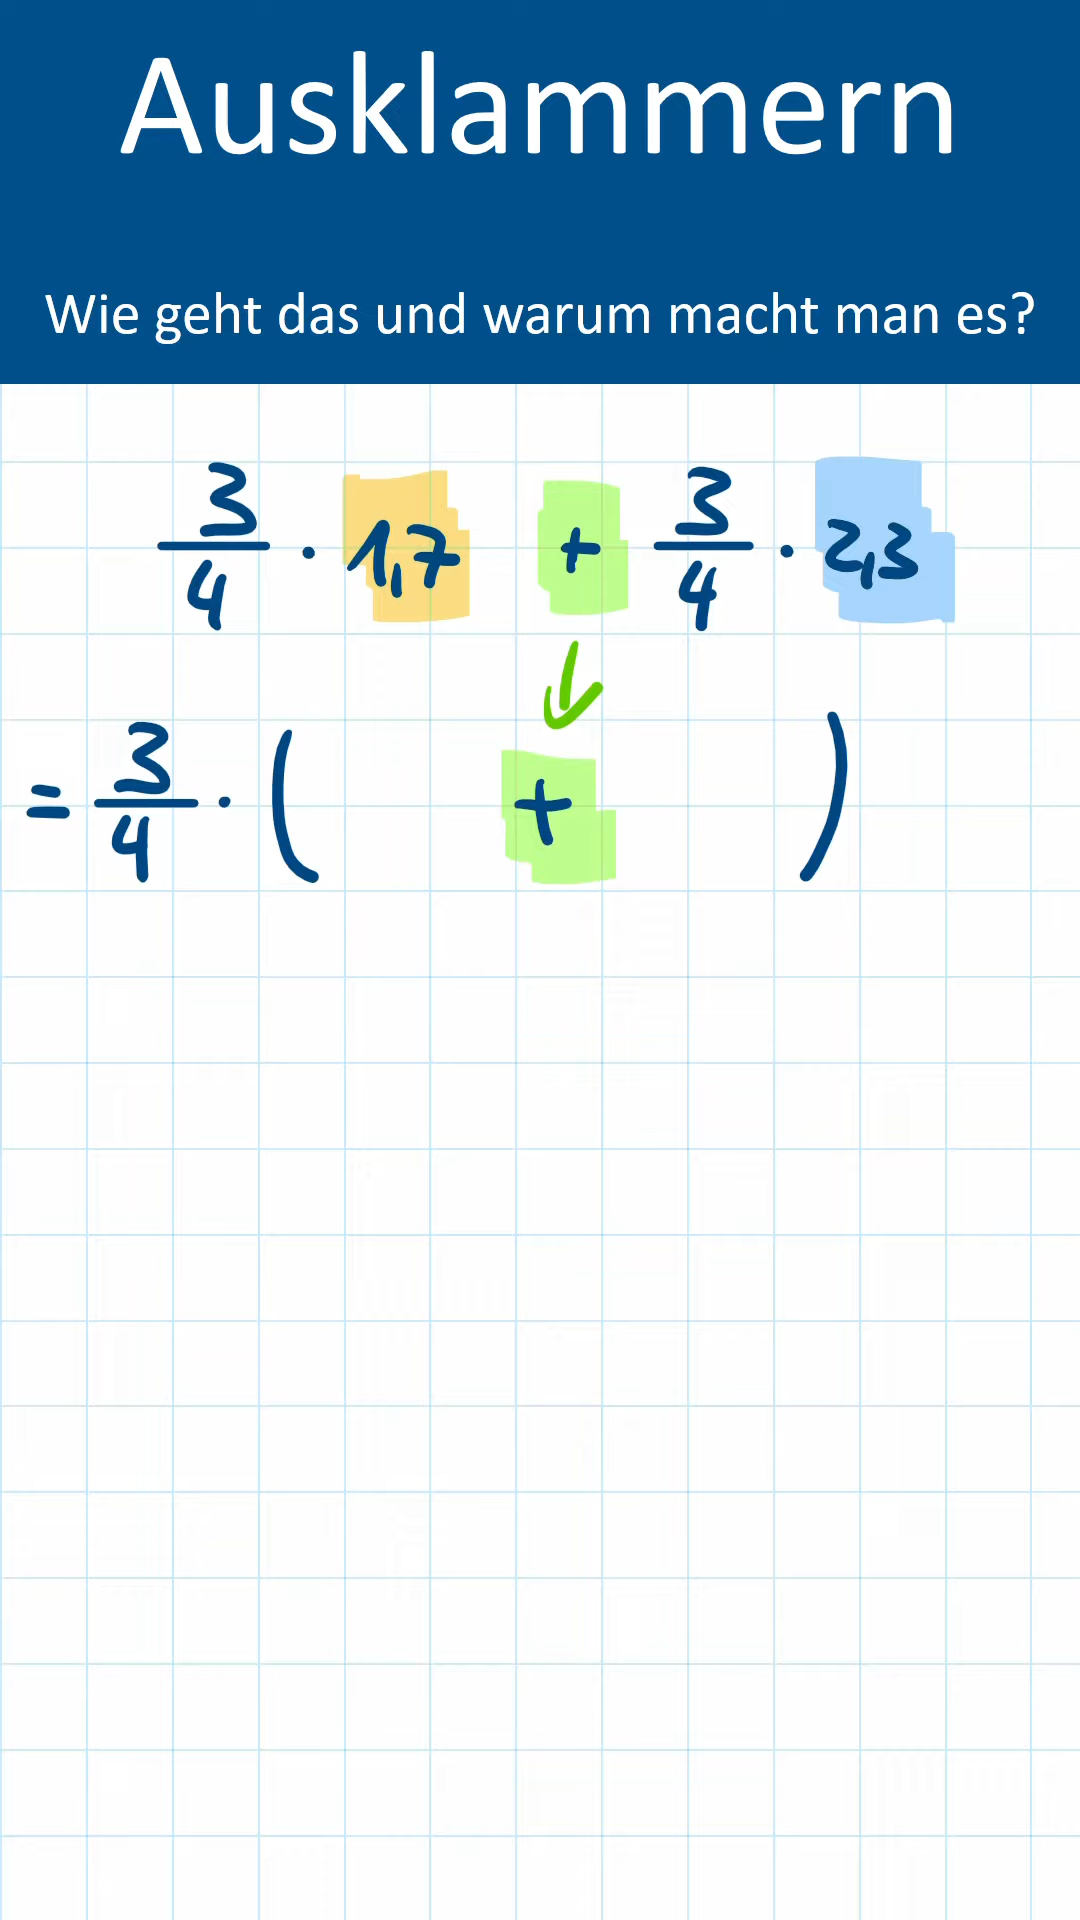 Ausklammern
Wie geht das und warum macht man es?
3/4 · 1,7 + 3/4 · 2,3
= 3/4 · ( + )